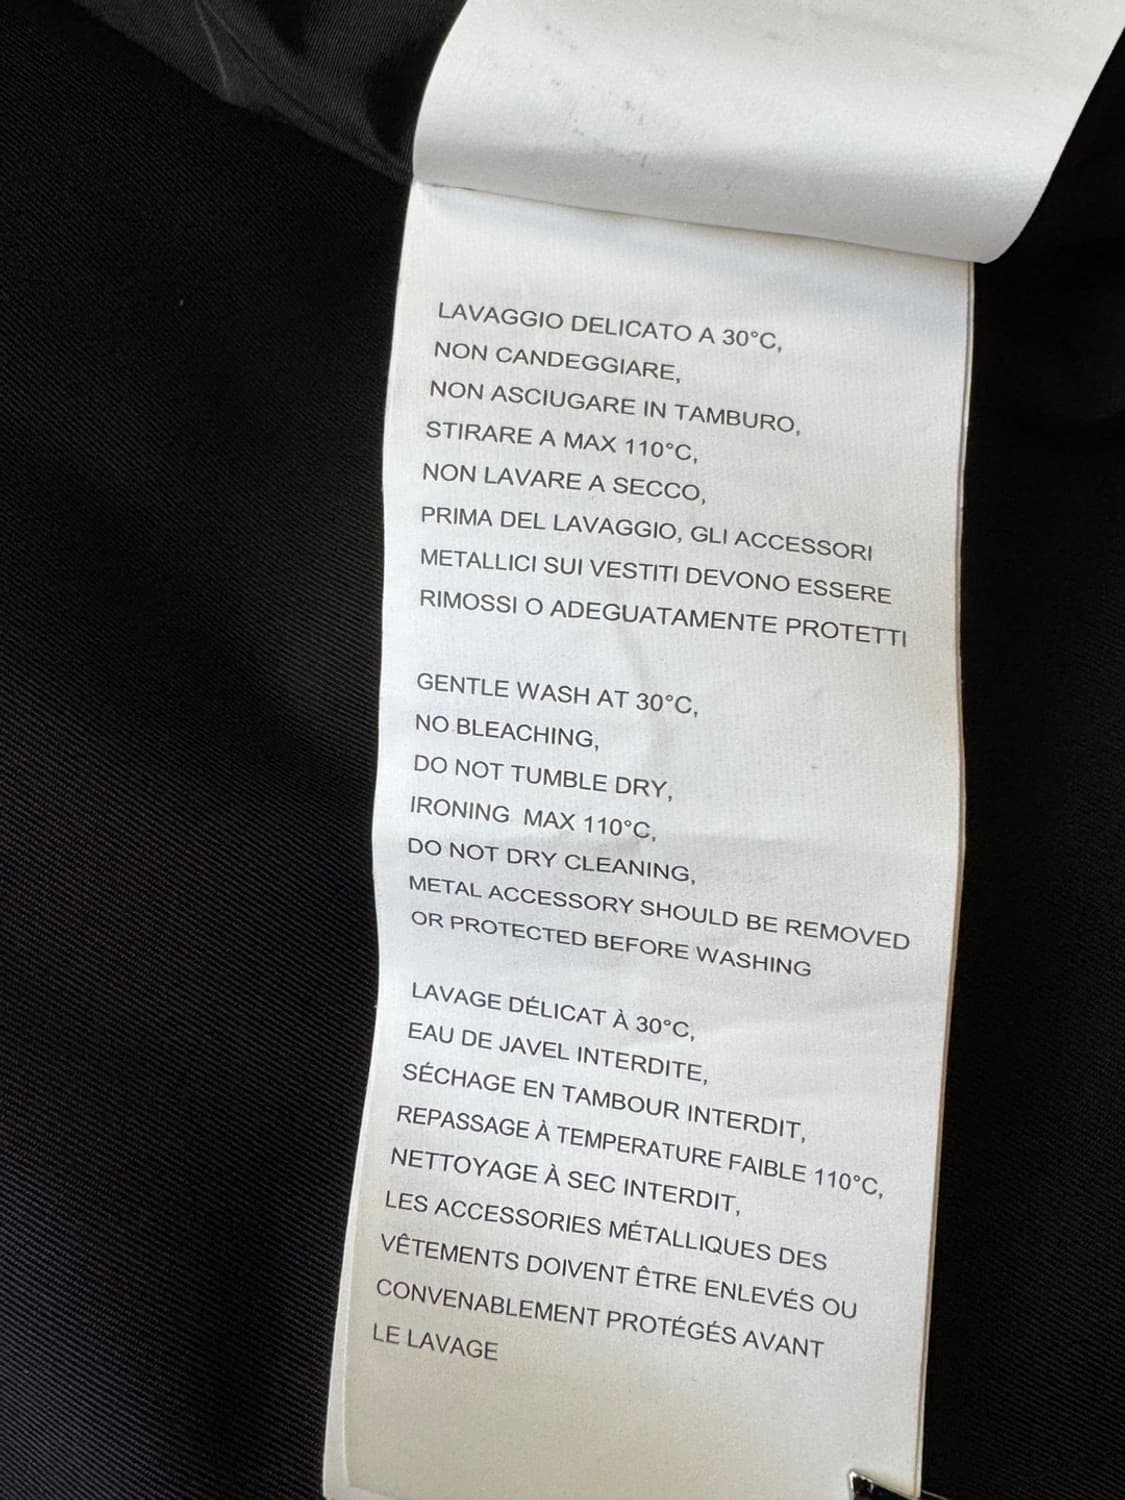 LAVAGGIO DELICATO A 30°C,
NON CANDEGGIARE,
NON ASCIUGARE IN TAMBURO,
STIRARE A MAX 110°C,
NON LAVARE A SECCO,
PRIMA DEL LAVAGGIO, GLI ACCESSORI
METALLICI SUI VESTITI DEVONO ESSERE
RIMOSSI O ADEGUATAMENTE PROTETTI
GENTLE WASH AT 30°C,
NO BLEACHING,
DO NOT TUMBLE DRY,
IRONING MAX 110°C,
DO NOT DRY CLEANING,
METAL ACCESSORY SHOULD BE REMOVED
OR PROTECTED BEFORE WASHING
LAVAGE DÉLICAT À 30°C,
EAU DE JAVEL INTERDITE,
SÉCHAGE EN TAMBOUR INTERDIT,
REPASSAGE À TEMPERATURE FAIBLE 110°C,
NETTOYAGE À SEC INTERDIT,
LES ACCESSORIES MÉTALLIQUES DES
VÊTEMENTS DOIVENT ÊTRE ENLEVÉS OU
CONVENABLEMENT PROTÉGÉS AVANT
LE LAVAGE